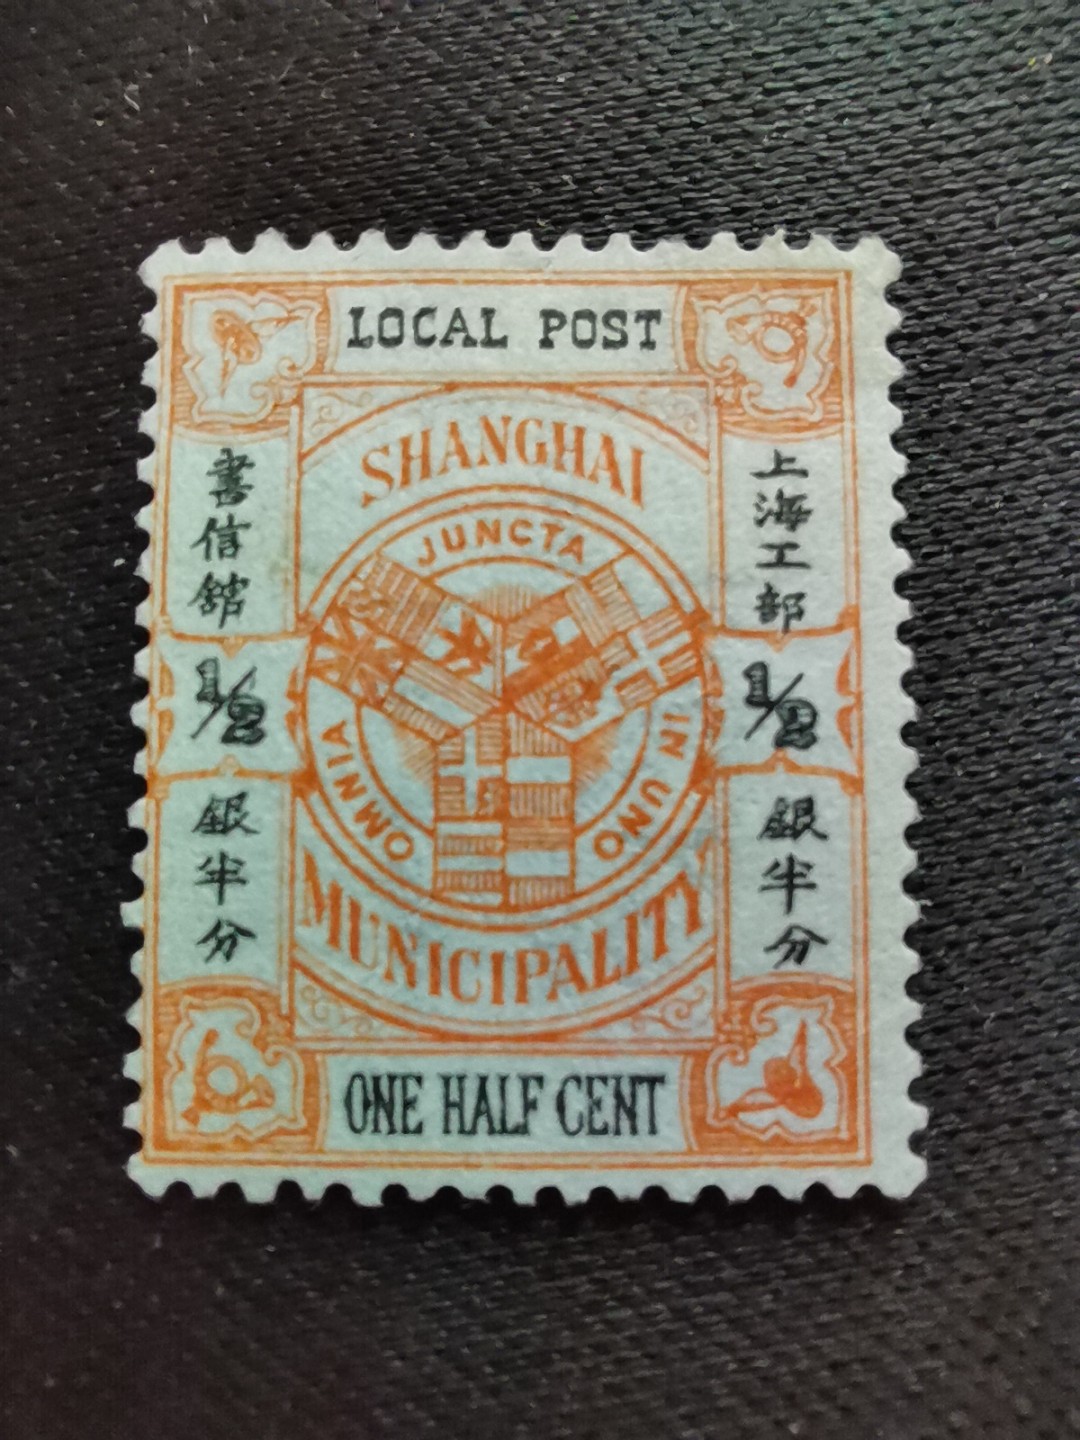 LOCAL POST
SHANGHAI
OMNIA JUNCTA IN UNO
MUNICIPALITY
上海工部
書信館
1/2
1/2
銀半分
銀半分
ONE HALF CENT